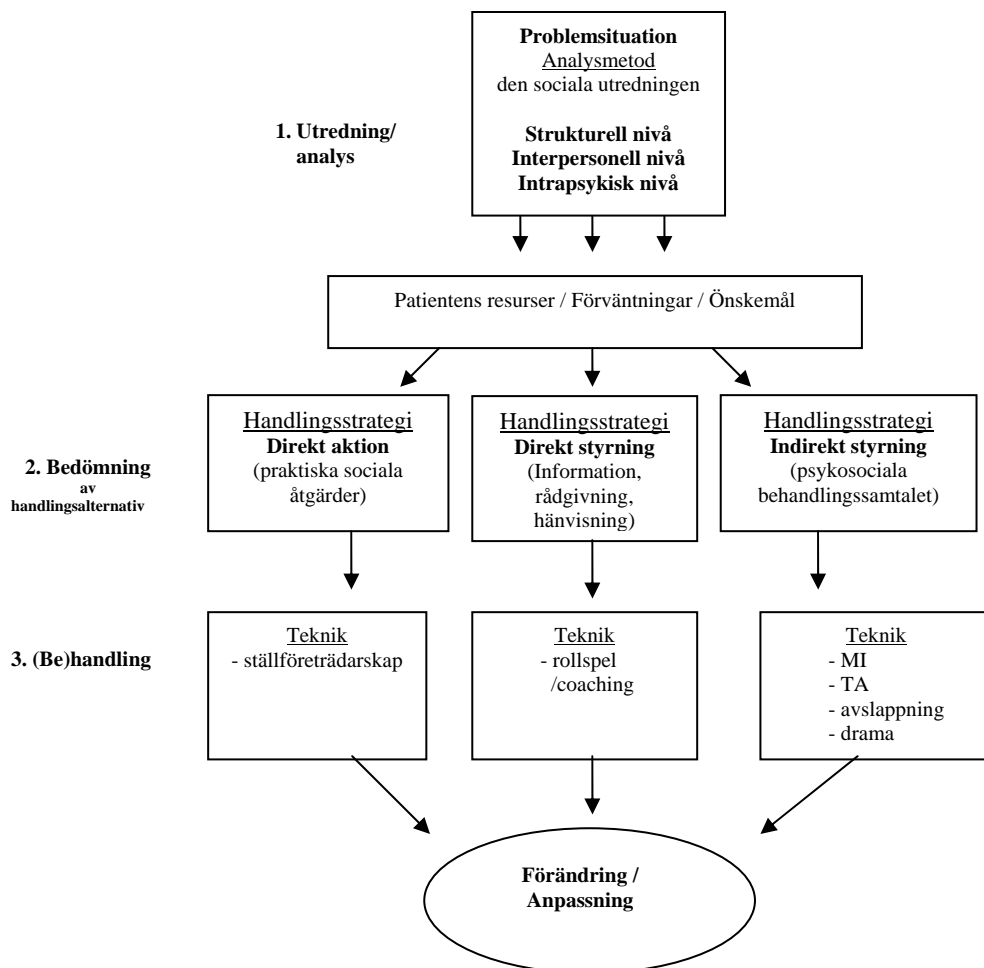 Problemsituation
Analysmetod
den sociala utredningen
1. Utredning/
analys
Strukturell nivå
Interpersonell nivå
Intrapsykisk nivå
Patientens resurser / Förväntningar / Önskemål
2. Bedömning
av
handlingsalternativ
Handlingsstrategi
Direkt aktion
(praktiska sociala
åtgärder)
Handlingsstrategi
Direkt styrning
(Information,
rådgivning,
hänvisning)
Handlingsstrategi
Indirekt styrning
(psykosociala
behandlingssamtalet)
3. (Be)handling
Teknik
- ställföreträdarskap
Teknik
- rollspel
/coaching
Teknik
- MI
- TA
- avslappning
- drama
Förändring /
Anpassning